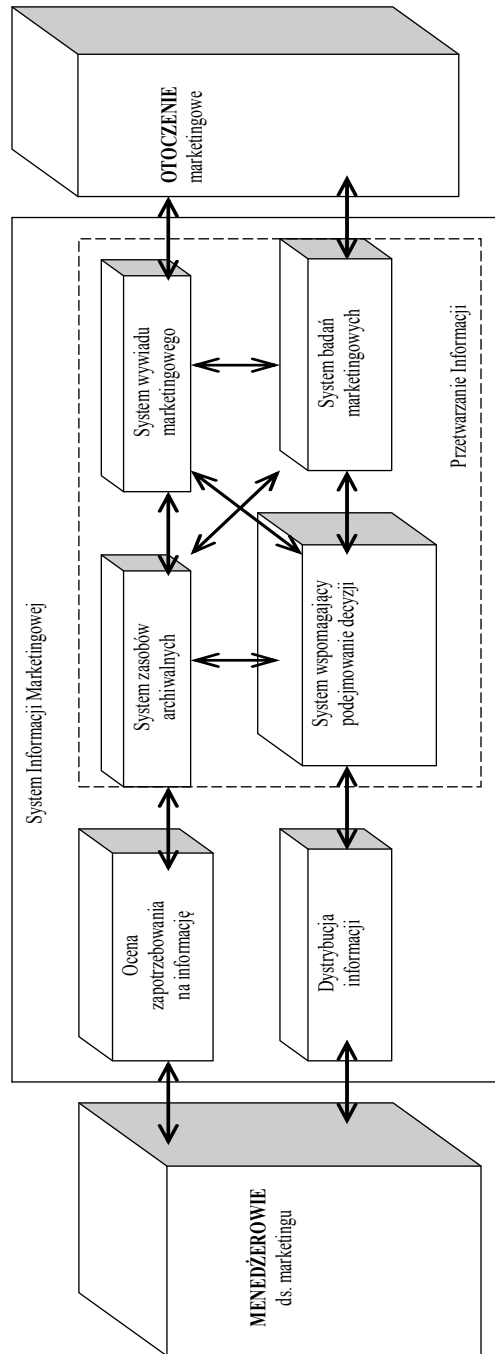 System Informacji Marketingowej
MENEDŻEROWIE
ds. marketingu
Ocena
zapotrzebowania
na informację
Dystrybucja
informacji
System zasobów
archiwalnych
System wspomagający
podejmowanie decyzji
System wywiadu
marketingowego
System badań
marketingowych
Przetwarzanie Informacji
OTOCZENIE
marketingowe